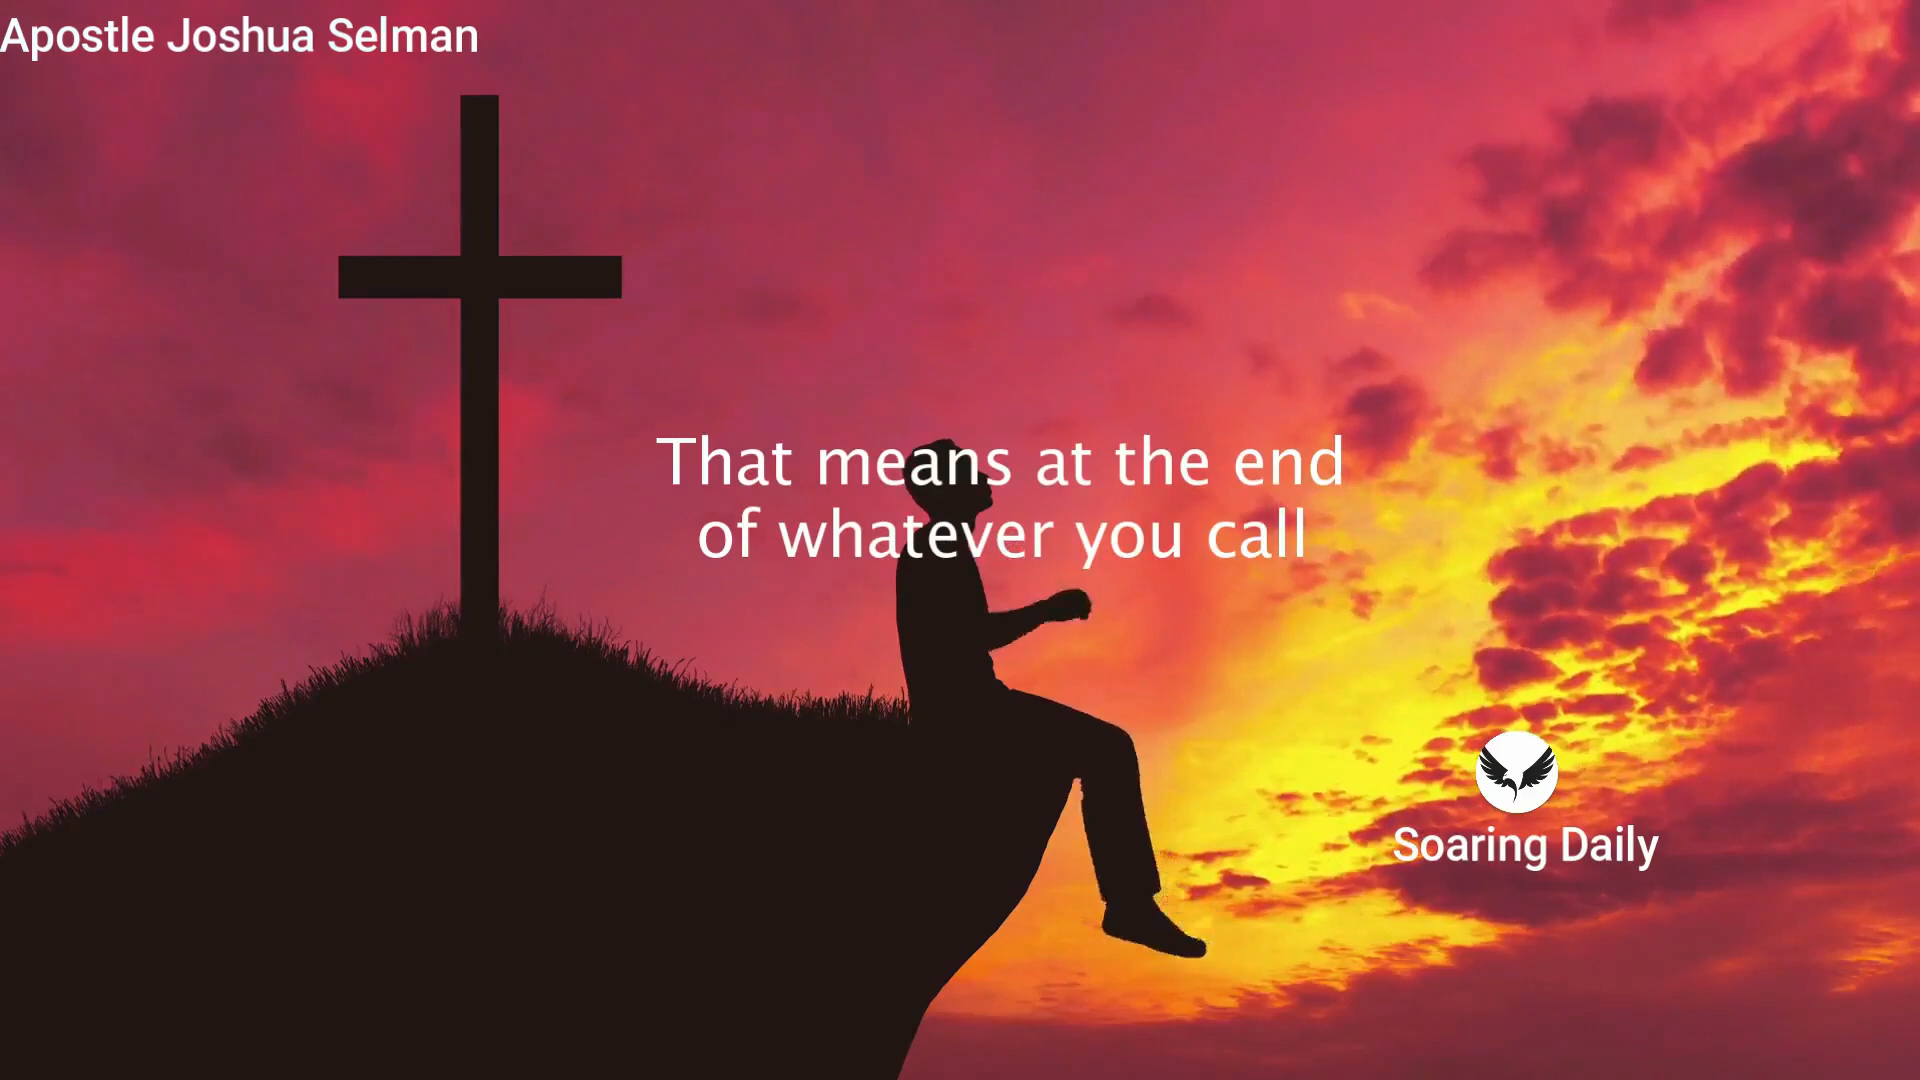 Apostle Joshua Selman
That means at the end
of whatever you call
Soaring Daily